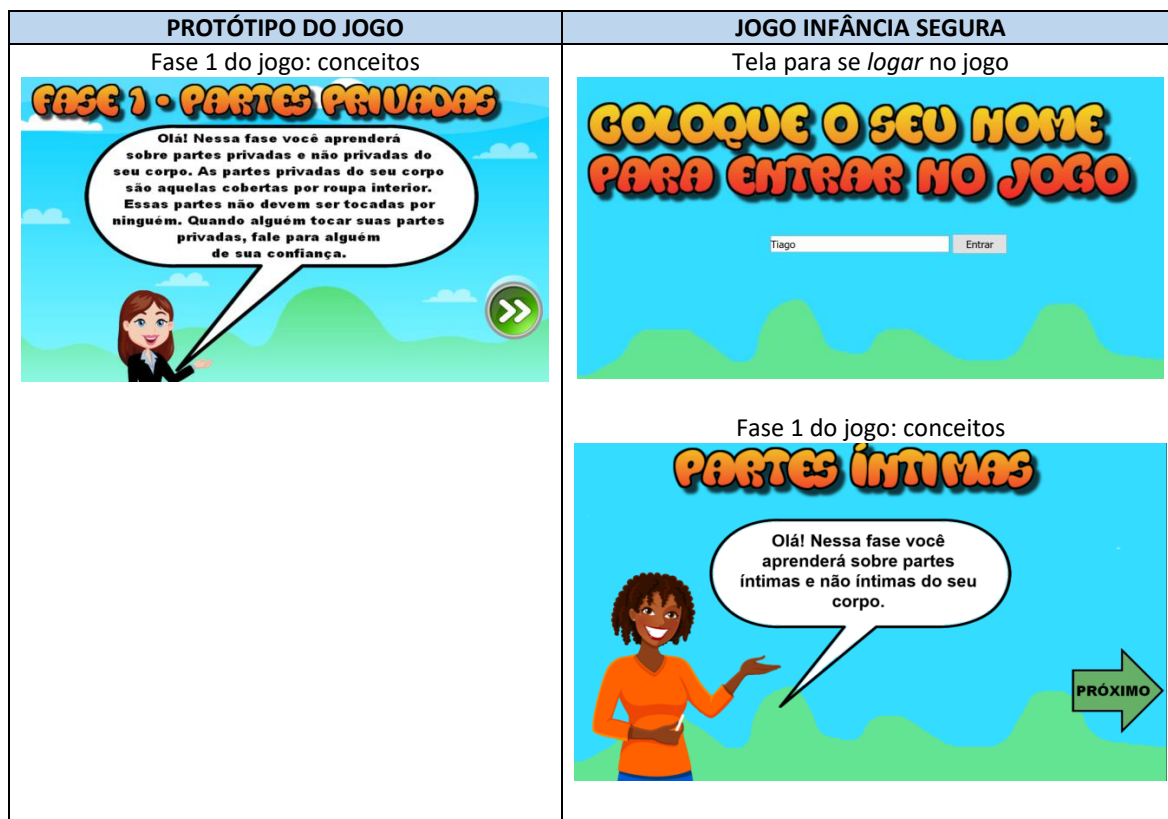 PROTÓTIPO DO JOGO
Fase 1 do jogo: conceitos
FASE 1 - PARTES PRIVADAS
Olá! Nessa fase você aprenderá
sobre partes privadas e não privadas do
seu corpo. As partes privadas do seu corpo
são aquelas cobertas por roupa interior.
Essas partes não devem ser tocadas por
ninguém. Quando alguém tocar suas partes
privadas, fale para alguém
de sua confiança.
JOGO INFÂNCIA SEGURA
Tela para se logar no jogo
COLOQUE O SEU NOME
PARA ENTRAR NO JOGO
Tiago
Entrar
Fase 1 do jogo: conceitos
PARTES ÍNTIMAS
Olá! Nessa fase você
aprenderá sobre partes
íntimas e não íntimas do seu
corpo.
PRÓXIMO